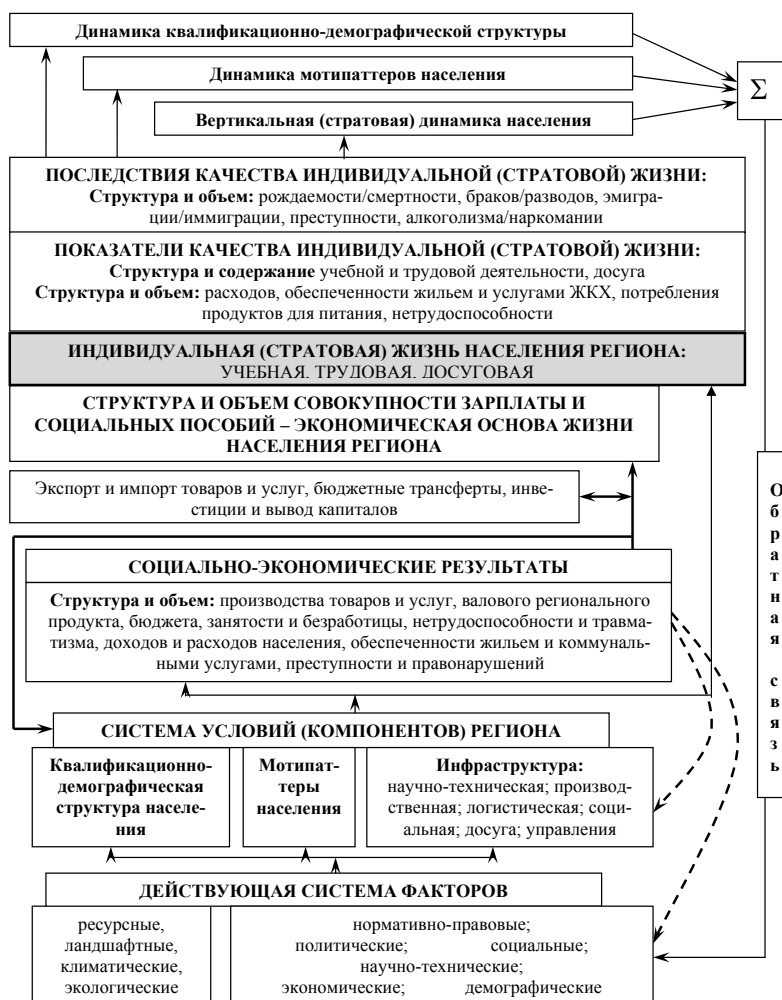 Динамика квалификационно-демографической структуры
Динамика мотипаттеров населения
Σ
Вертикальная (стратовая) динамика населения
ПОСЛЕДСТВИЯ КАЧЕСТВА ИНДИВИДУАЛЬНОЙ (СТРАТОВОЙ) ЖИЗНИ:
Структура и объем: рождаемости/смертности, браков/разводов, эмигра-
ции/иммиграции, преступности, алкоголизма/наркомании
ПОКАЗАТЕЛИ КАЧЕСТВА ИНДИВИДУАЛЬНОЙ (СТРАТОВОЙ) ЖИЗНИ:
Структура и содержание учебной и трудовой деятельности, досуга
Структура и объем: расходов, обеспеченности жильем и услугами ЖКХ, потребления
продуктов для питания, нетрудоспособности
ИНДИВИДУАЛЬНАЯ (СТРАТОВАЯ) ЖИЗНЬ НАСЕЛЕНИЯ РЕГИОНА:
УЧЕБНАЯ, ТРУДОВАЯ, ДОСУГОВАЯ
СТРУКТУРА И ОБЪЕМ СОВОКУПНОСТИ ЗАРПЛАТЫ И
СОЦИАЛЬНЫХ ПОСОБИЙ – ЭКОНОМИЧЕСКАЯ ОСНОВА ЖИЗНИ
НАСЕЛЕНИЯ РЕГИОНА
Экспорт и импорт товаров и услуг, бюджетные трансферты, инве-
стиции и вывод капиталов
Обратная связь
СОЦИАЛЬНО-ЭКОНОМИЧЕСКИЕ РЕЗУЛЬТАТЫ
Структура и объем: производства товаров и услуг, валового регионального
продукта, бюджета, занятости и безработицы, нетрудоспособности и травма-
тизма, доходов и расходов населения, обеспеченности жильем и коммуналь-
ными услугами, преступности и правонарушений
СИСТЕМА УСЛОВИЙ (КОМПОНЕНТОВ) РЕГИОНА
Квалификационно-
демографическая
структура населе-
ния
Мотипат-
теры
населения
Инфраструктура:
научно-техническая; производ-
ственная; логистическая; соци-
альная; досуга; управления
ДЕЙСТВУЮЩАЯ СИСТЕМА ФАКТОРОВ
ресурсные,
ландшафтные,
климатические,
экологические
нормативно-правовые;
политические; социальные;
научно-технические;
экономические; демографические